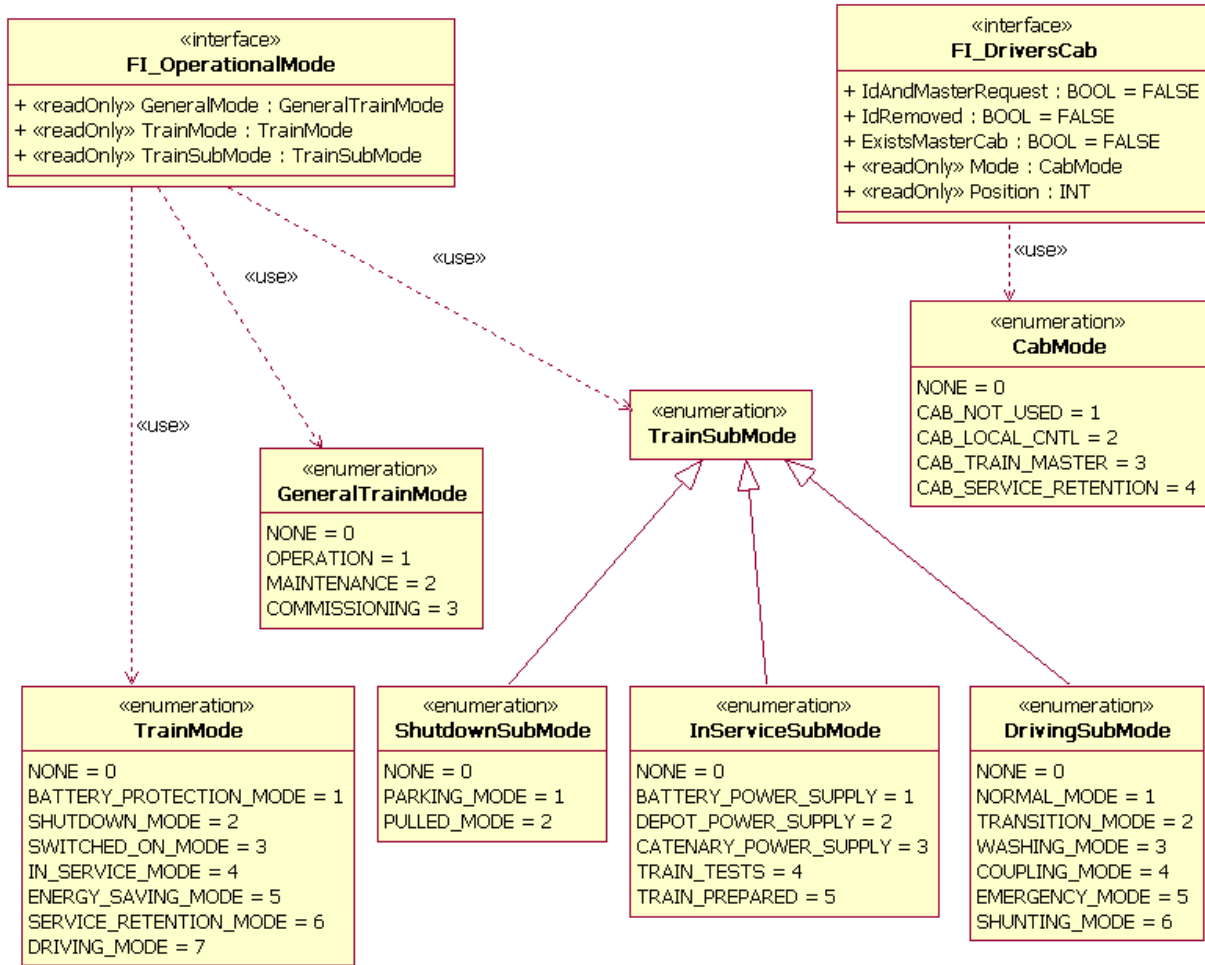 «interface»
FI_OperationalMode
+ «readOnly» GeneralMode : GeneralTrainMode
+ «readOnly» TrainMode : TrainMode
+ «readOnly» TrainSubMode : TrainSubMode
«interface»
FI_DriversCab
+ IdAndMasterRequest : BOOL = FALSE
+ IdRemoved : BOOL = FALSE
+ ExistsMasterCab : BOOL = FALSE
+ «readOnly» Mode : CabMode
+ «readOnly» Position : INT
«use»
«use»
«use»
«use»
«enumeration»
CabMode
NONE = 0
CAB_NOT_USED = 1
CAB_LOCAL_CNTL = 2
CAB_TRAIN_MASTER = 3
CAB_SERVICE_RETENTION = 4
«enumeration»
TrainSubMode
«enumeration»
GeneralTrainMode
NONE = 0
OPERATION = 1
MAINTENANCE = 2
COMMISSIONING = 3
«enumeration»
TrainMode
NONE = 0
BATTERY_PROTECTION_MODE = 1
SHUTDOWN_MODE = 2
SWITCHED_ON_MODE = 3
IN_SERVICE_MODE = 4
ENERGY_SAVING_MODE = 5
SERVICE_RETENTION_MODE = 6
DRIVING_MODE = 7
«enumeration»
ShutdownSubMode
NONE = 0
PARKING_MODE = 1
PULLED_MODE = 2
«enumeration»
InServiceSubMode
NONE = 0
BATTERY_POWER_SUPPLY = 1
DEPOT_POWER_SUPPLY = 2
CATENARY_POWER_SUPPLY = 3
TRAIN_TESTS = 4
TRAIN_PREPARED = 5
«enumeration»
DrivingSubMode
NONE = 0
NORMAL_MODE = 1
TRANSITION_MODE = 2
WASHING_MODE = 3
COUPLING_MODE = 4
EMERGENCY_MODE = 5
SHUNTING_MODE = 6